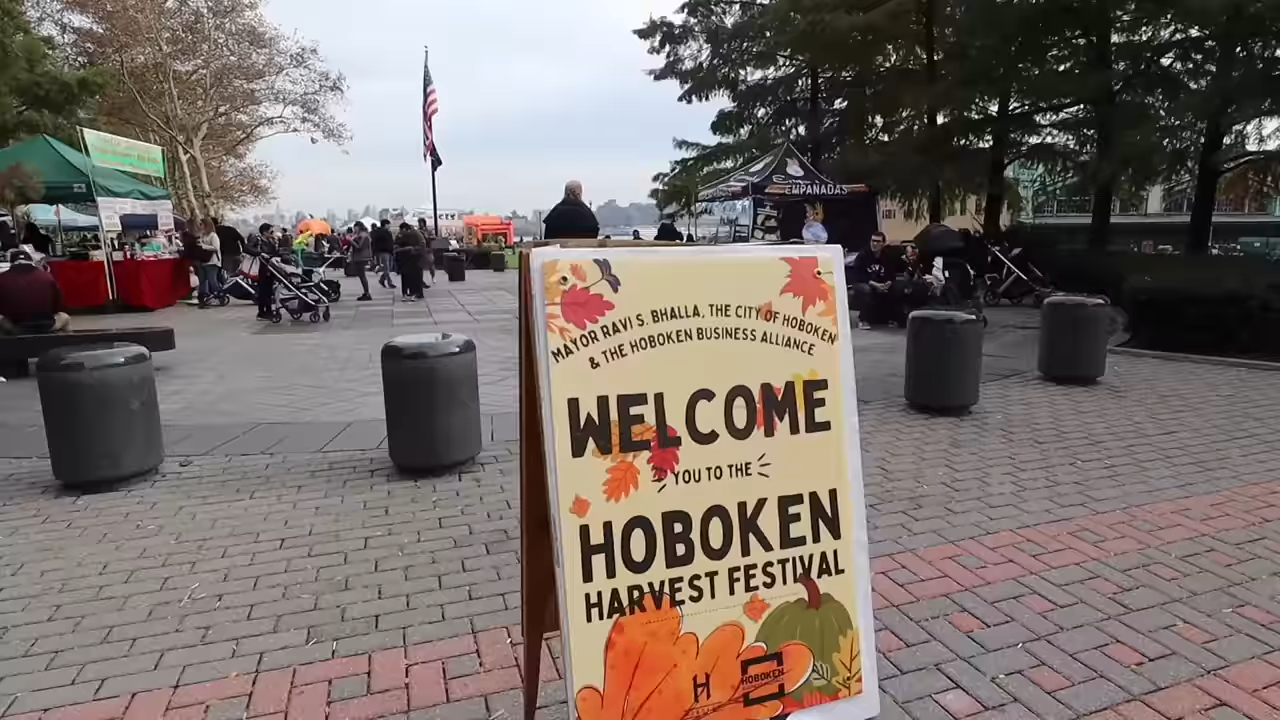 EMPANADAS
MAYOR RAVI S. BHALLA, THE CITY OF HOBOKEN
& THE HOBOKEN BUSINESS ALLIANCE
WELCOME
YOU TO THE
HOBOKEN
HARVEST FESTIVAL
H
HOBOKEN